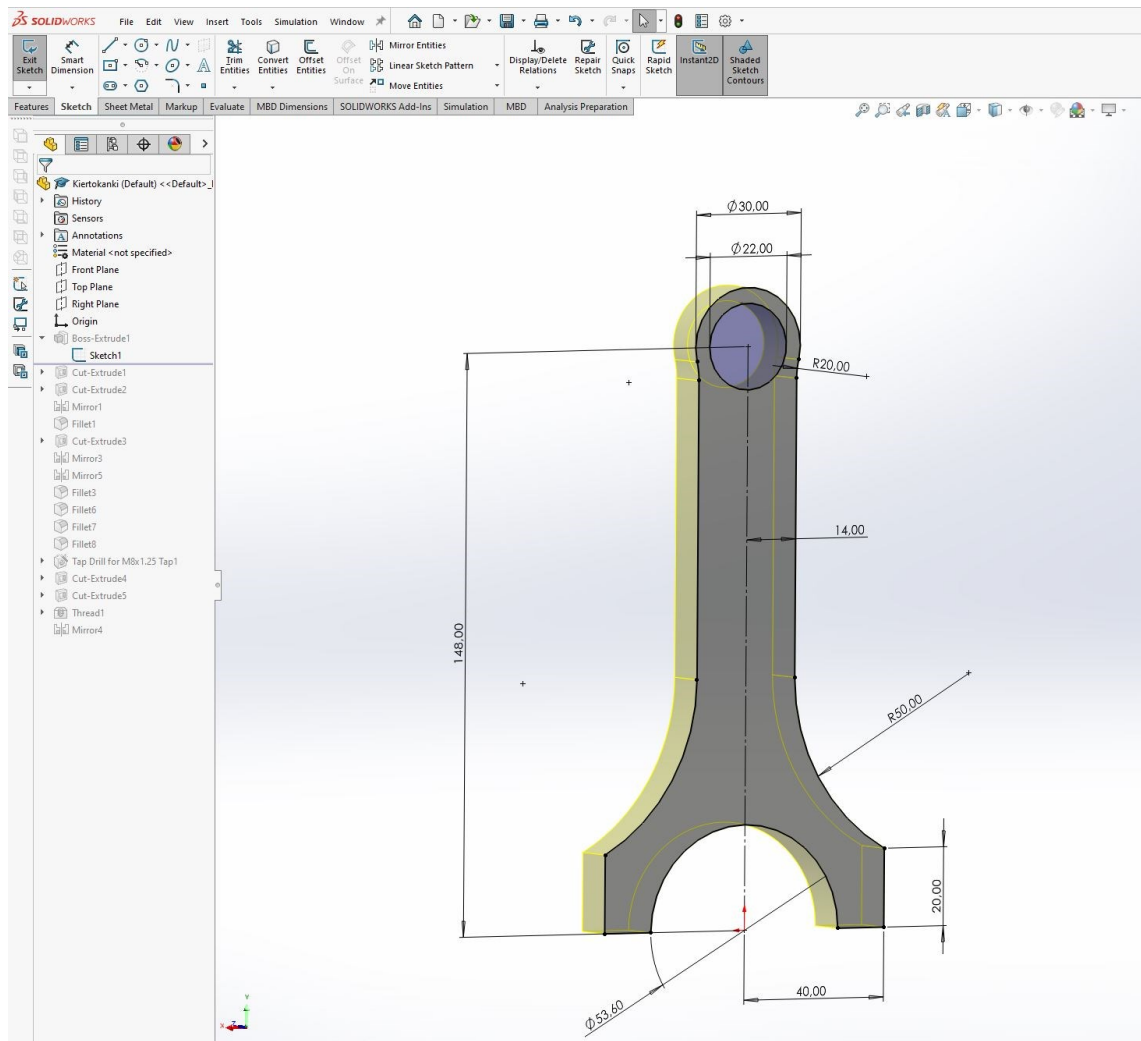 SOLIDWORKS File Edit View Insert Tools Simulation Window
Exit Sketch
Smart Dimension
Trim Entities
Convert Entities
Offset Entities
Offset On Surface
Mirror Entities
Linear Sketch Pattern
Move Entities
Display/Delete Relations
Repair Sketch
Quick Snaps
Rapid Sketch
Instant2D
Shaded Sketch Contours
Features Sketch Sheet Metal Markup Evaluate MBD Dimensions SOLIDWORKS Add-Ins Simulation MBD Analysis Preparation
Kiertokanki (Default) <<Default>_
History
Sensors
Annotations
Material <not specified>
Front Plane
Top Plane
Right Plane
Origin
Boss-Extrude1
Sketch1
Cut-Extrude1
Cut-Extrude2
Mirror1
Fillet1
Cut-Extrude3
Mirror3
Mirror5
Fillet3
Fillet6
Fillet7
Fillet8
Tap Drill for M8x1.25 Tap1
Cut-Extrude4
Cut-Extrude5
Thread1
Mirror4
Ø30,00
Ø22,00
R20,00
14,00
148,00
R50,00
20,00
40,00
Ø53,60
Y
X
Z